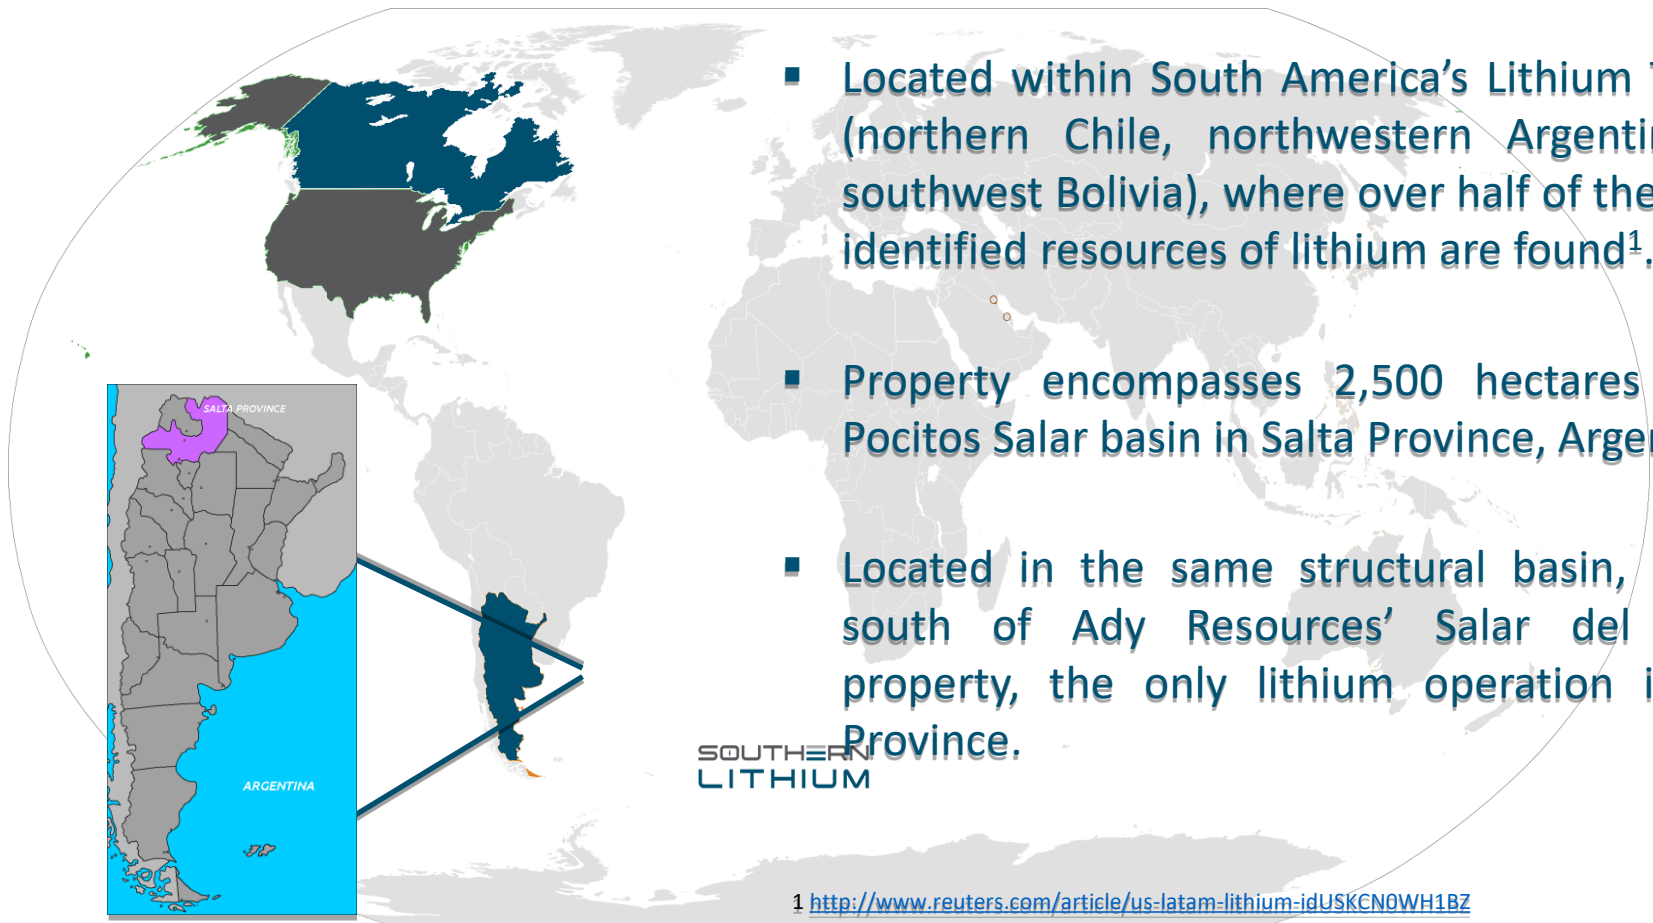 ▪ Located within South America’s Lithium
(northern Chile, northwestern
southwest Bolivia), where over half of the
identified resources of lithium are found1.
▪ Property encompasses 2,500 hectares
Pocitos Salar basin in Salta Province,
▪ Located in the same structural basin,
south of Ady Resources’ Salar del
property, the only lithium operation
Province.
SALTA PROVINCE
ARGENTINA
SOUTHERN
LITHIUM
1 http://www.reuters.com/article/us-latam-lithium-idUSKCN0WH1BZ